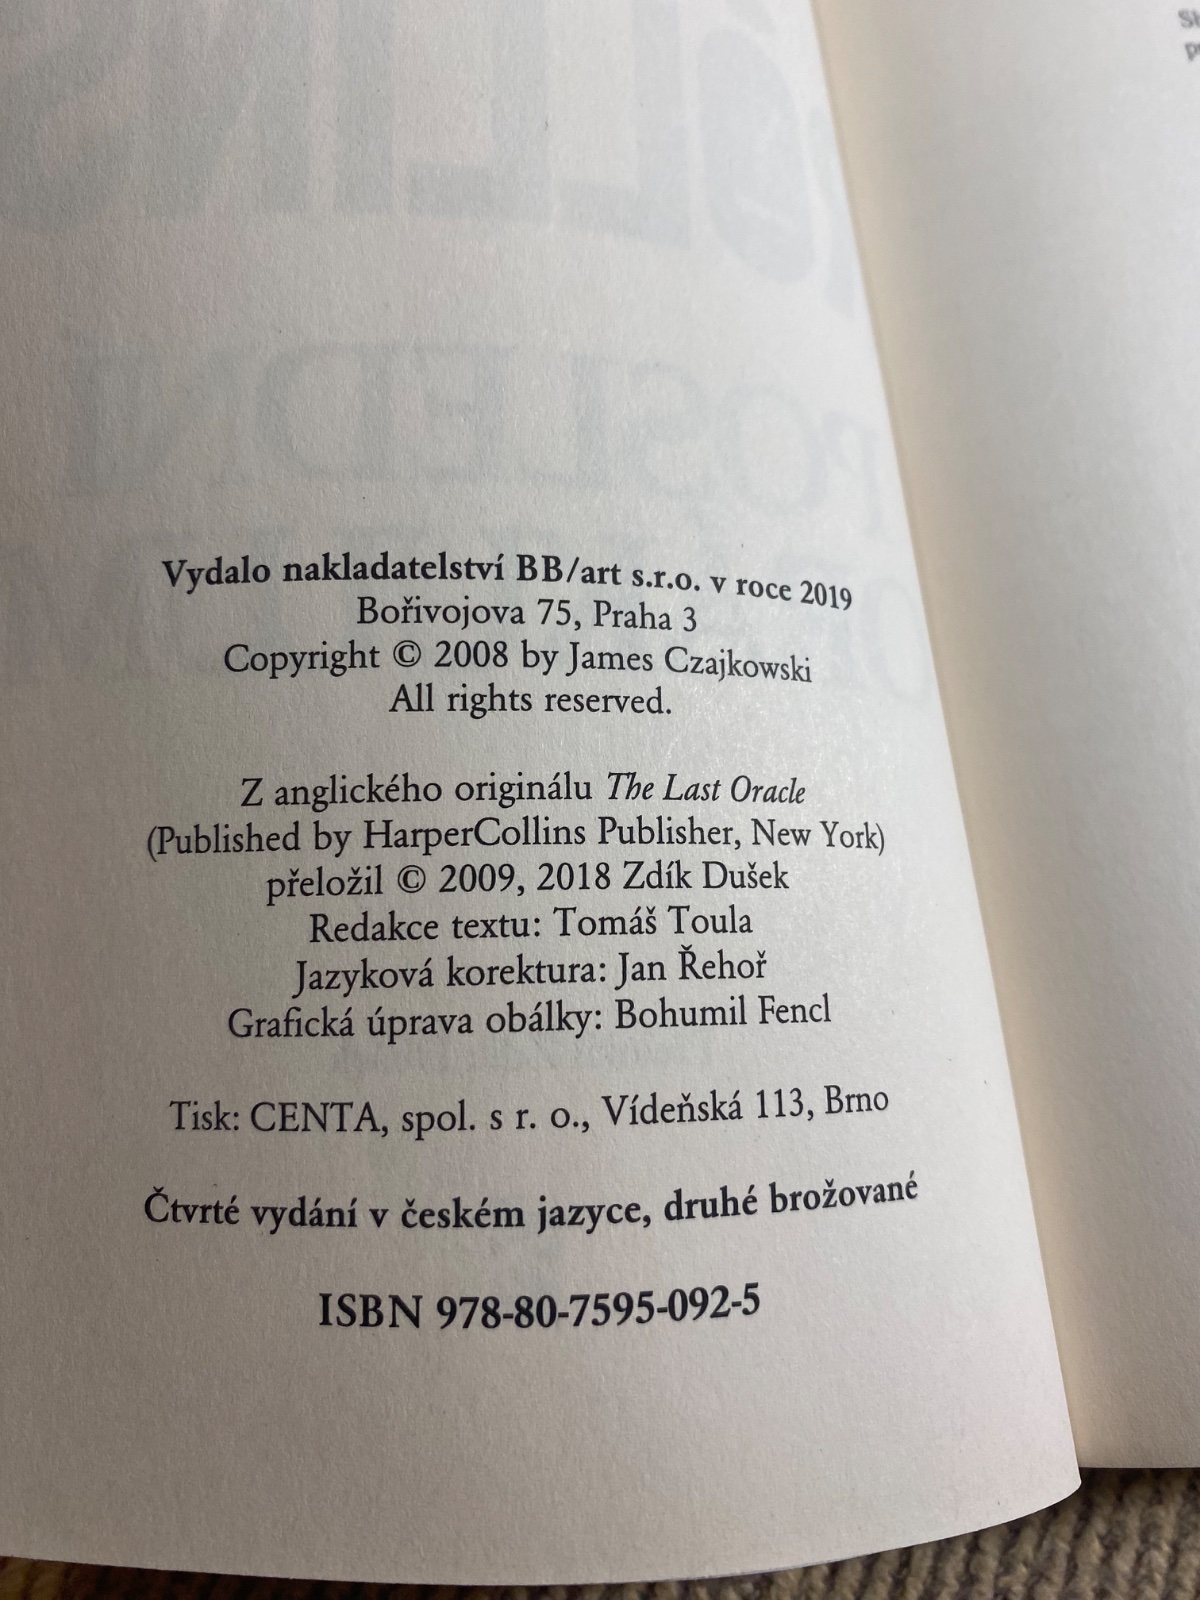 Vydalo nakladatelství BB/art s.r.o. v roce 2019
Bořivojova 75, Praha 3
Copyright © 2008 by James Czajkowski
All rights reserved.
Z anglického originálu The Last Oracle
(Published by HarperCollins Publisher, New York)
přeložil © 2009, 2018 Zdík Dušek
Redakce textu: Tomáš Toula
Jazyková korektura: Jan Řehoř
Grafická úprava obálky: Bohumil Fencl
Tisk: CENTA, spol. s r. o., Vídeňská 113, Brno
Čtvrté vydání v českém jazyce, druhé brožované
ISBN 978-80-7595-092-5